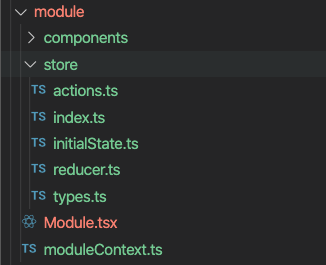 module
components
store
TS actions.ts
TS index.ts
TS initialState.ts
TS reducer.ts
TS types.ts
Module.tsx
TS moduleContext.ts